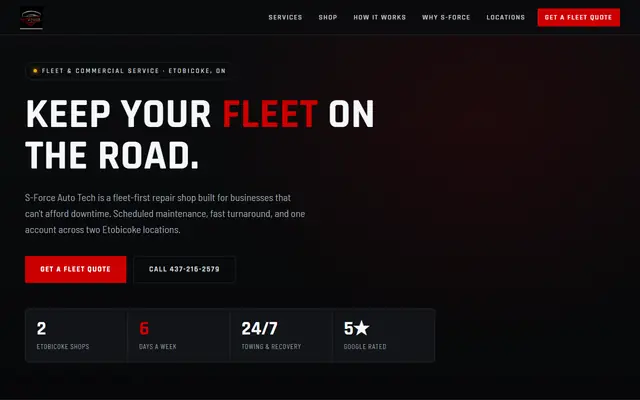 SERVICES SHOP HOW IT WORKS WHY S-FORCE LOCATIONS GET A FLEET QUOTE
FLEET & COMMERCIAL SERVICE · ETOBICOKE, ON
KEEP YOUR FLEET ON
THE ROAD.
S-Force Auto Tech is a fleet-first repair shop built for businesses that
can't afford downtime. Scheduled maintenance, fast turnaround, and one
account across two Etobicoke locations.
GET A FLEET QUOTE CALL 437-216-2579
2 6 24/7 5★
ETOBICOKE SHOPS DAYS A WEEK TOWING & RECOVERY GOOGLE RATED